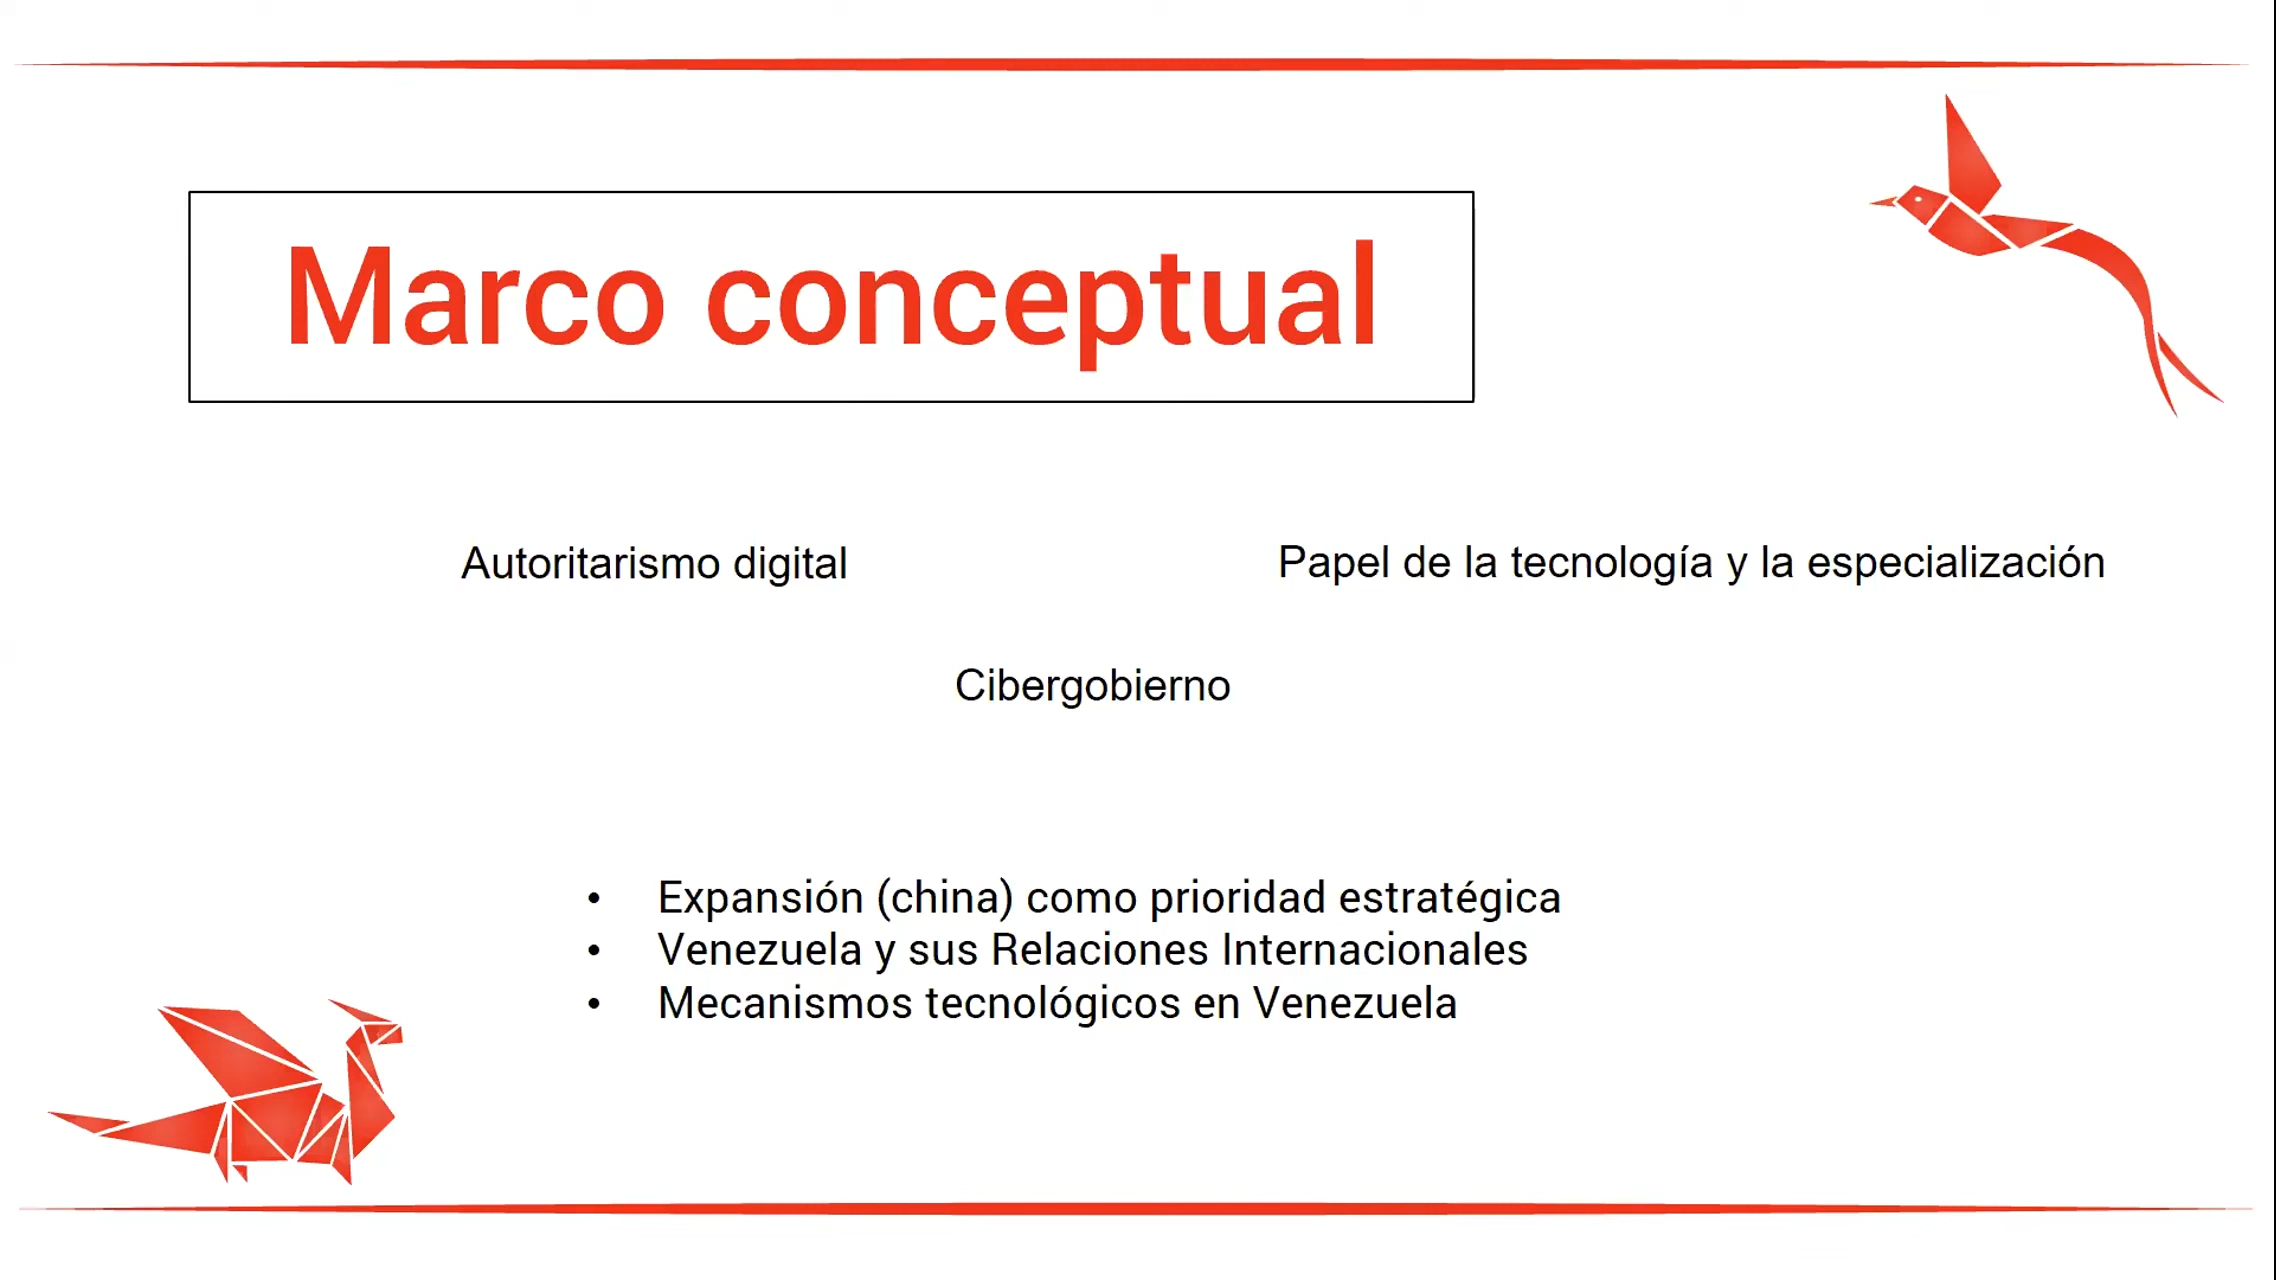 Marco conceptual
Autoritarismo digital
Papel de la tecnología y la especialización
Cibergobierno
• Expansión (china) como prioridad estratégica
• Venezuela y sus Relaciones Internacionales
• Mecanismos tecnológicos en Venezuela